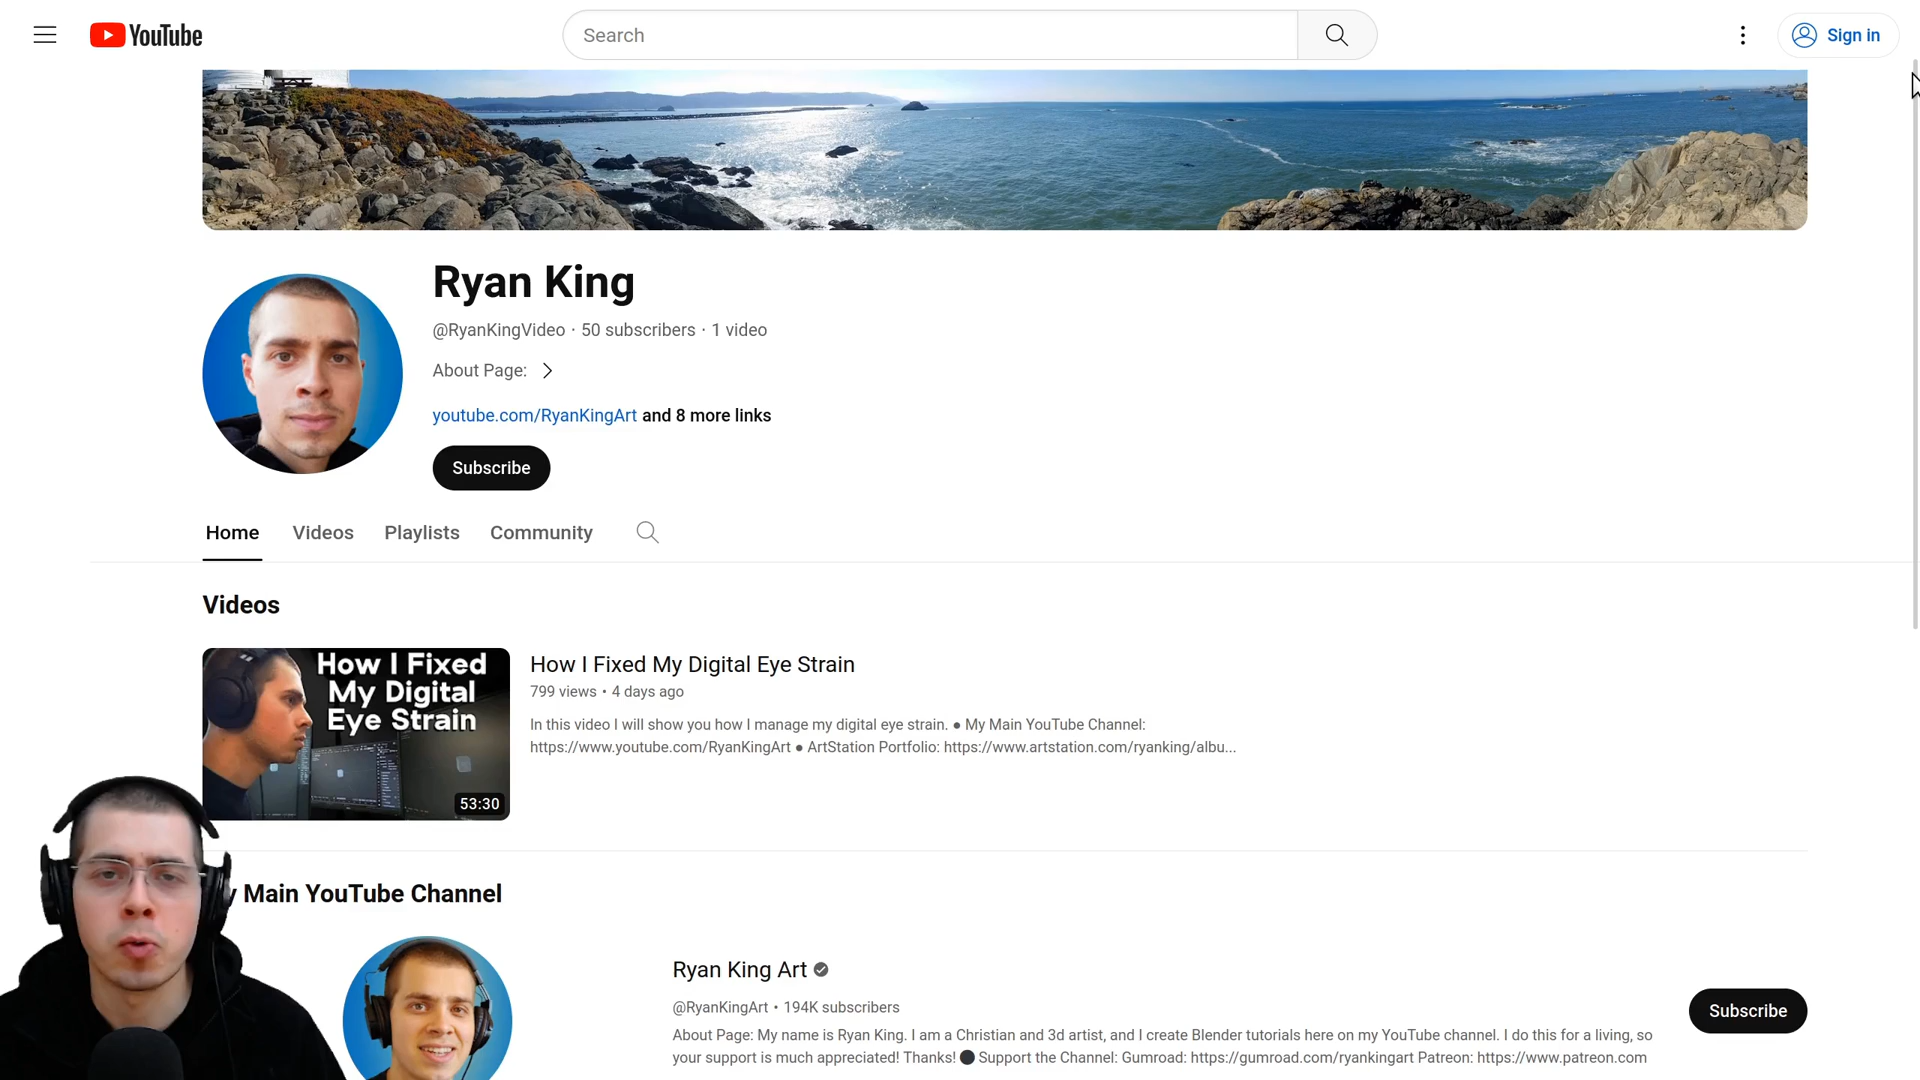 YouTube
Search
Sign in
Ryan King
@RyanKingVideo · 50 subscribers · 1 video
About Page:
youtube.com/RyanKingArt and 8 more links
Subscribe
Home Videos Playlists Community
Videos
How I Fixed
My Digital
Eye Strain
53:30
How I Fixed My Digital Eye Strain
799 views • 4 days ago
In this video I will show you how I manage my digital eye strain. ● My Main YouTube Channel:
https://www.youtube.com/RyanKingArt ● ArtStation Portfolio: https://www.artstation.com/ryanking/albu...
Main YouTube Channel
Ryan King Art
@RyanKingArt • 194K subscribers
About Page: My name is Ryan King. I am a Christian and 3d artist, and I create Blender tutorials here on my YouTube channel. I do this for a living, so
your support is much appreciated! Thanks! ⚫ Support the Channel: Gumroad: https://gumroad.com/ryankingart Patreon: https://www.patreon.com
Subscribe